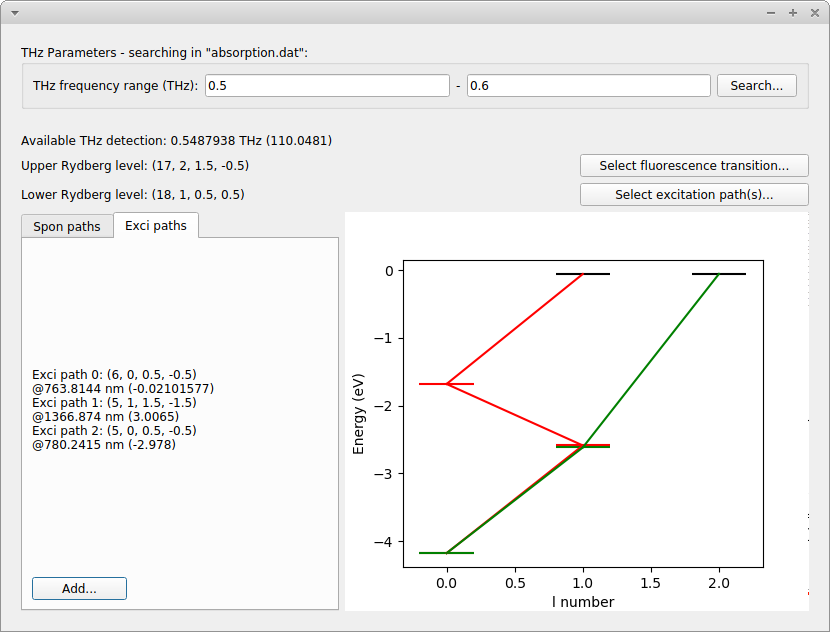 THz Parameters - searching in "absorption.dat":
THz frequency range (THz): 0.5 - 0.6 Search...
Available THz detection: 0.5487938 THz (110.0481)
Upper Rydberg level: (17, 2, 1.5, -0.5) Select fluorescence transition...
Lower Rydberg level: (18, 1, 0.5, 0.5) Select excitation path(s)...
Spon paths Exci paths
Exci path 0: (6, 0, 0.5, -0.5)
@763.8144 nm (-0.02101577)
Exci path 1: (5, 1, 1.5, -1.5)
@1366.874 nm (3.0065)
Exci path 2: (5, 0, 0.5, -0.5)
@780.2415 nm (-2.978)
Add...
Energy (eV)
0
−1
−2
−3
−4
0.0 0.5 1.0 1.5 2.0
l number